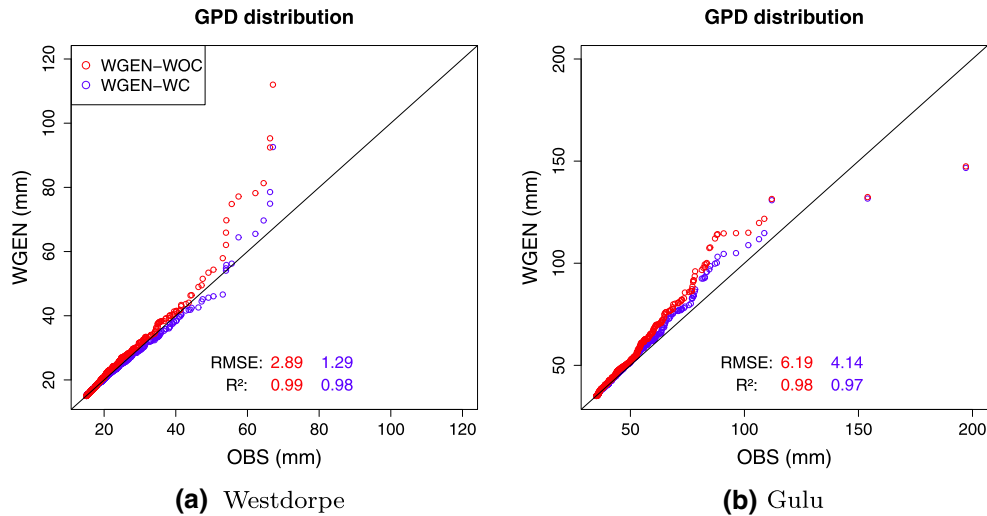 GPD distribution
WGEN (mm)
120
100
80
60
40
20
WGEN−WOC
WGEN−WC
RMSE: 2.89 1.29
R²: 0.99 0.98
20 40 60 80 100 120
OBS (mm)
(a) Westdorpe
GPD distribution
WGEN (mm)
200
150
100
50
RMSE: 6.19 4.14
R²: 0.98 0.97
50 100 150 200
OBS (mm)
(b) Gulu